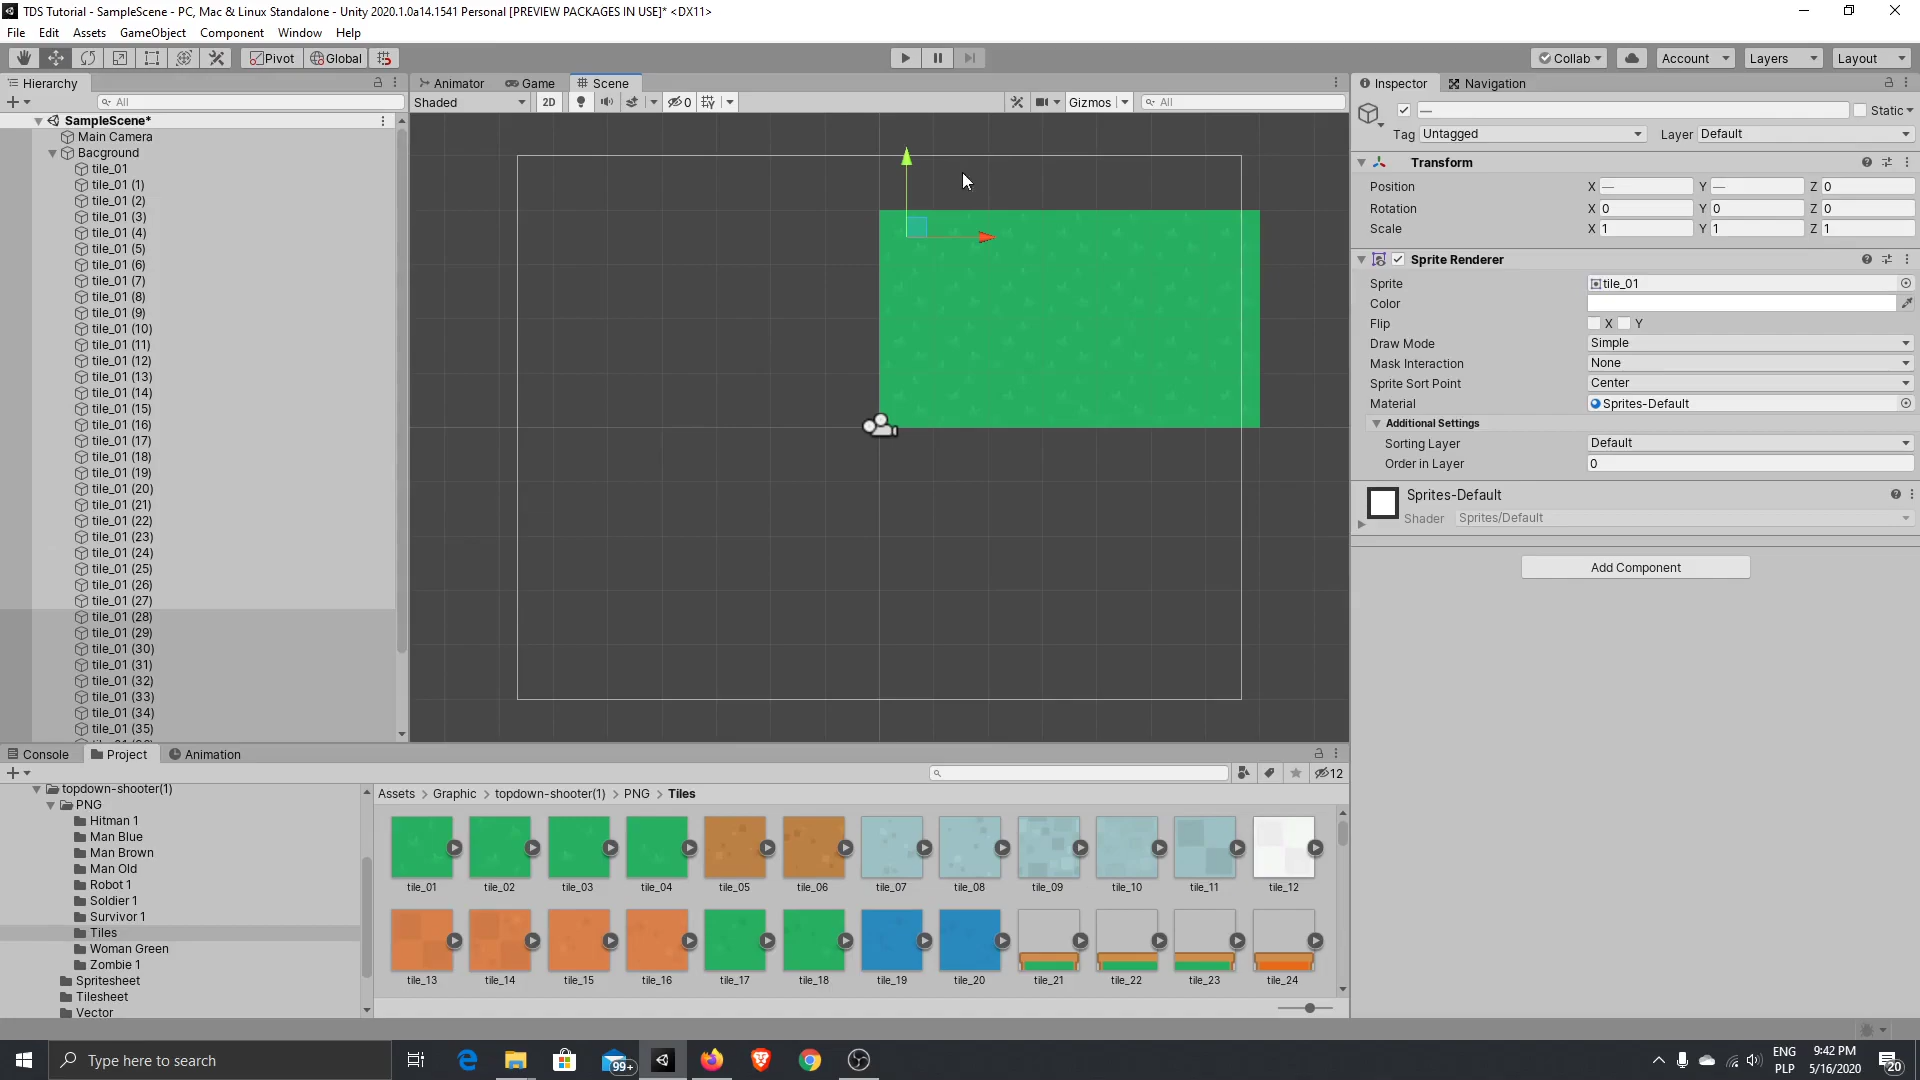 TDS Tutorial - SampleScene - PC, Mac & Linux Standalone - Unity 2020.1.0a14.1541 Personal [PREVIEW PACKAGES IN USE]* <DX11>
File Edit Assets GameObject Component Window Help
Pivot Global Collab Account Layers Layout
Hierarchy
All
SampleScene*
Main Camera
Bacground
tile_01
tile_01 (1)
tile_01 (2)
tile_01 (3)
tile_01 (4)
tile_01 (5)
tile_01 (6)
tile_01 (7)
tile_01 (8)
tile_01 (9)
tile_01 (10)
tile_01 (11)
tile_01 (12)
tile_01 (13)
tile_01 (14)
tile_01 (15)
tile_01 (16)
tile_01 (17)
tile_01 (18)
tile_01 (19)
tile_01 (20)
tile_01 (21)
tile_01 (22)
tile_01 (23)
tile_01 (24)
tile_01 (25)
tile_01 (26)
tile_01 (27)
tile_01 (28)
tile_01 (29)
tile_01 (30)
tile_01 (31)
tile_01 (32)
tile_01 (33)
tile_01 (34)
tile_01 (35)
Animator Game Scene
Shaded 2D 0 Gizmos All
Inspector Navigation
— Static
Tag Untagged Layer Default
Transform
Position X — Y — Z 0
Rotation X 0 Y 0 Z 0
Scale X 1 Y 1 Z 1
Sprite Renderer
Sprite tile_01
Color
Flip X Y
Draw Mode Simple
Mask Interaction None
Sprite Sort Point Center
Material Sprites-Default
Additional Settings
Sorting Layer Default
Order in Layer 0
Sprites-Default
Shader Sprites/Default
Add Component
Console Project Animation
12
topdown-shooter(1)
PNG
Hitman 1
Man Blue
Man Brown
Man Old
Robot 1
Soldier 1
Survivor 1
Tiles
Woman Green
Zombie 1
Spritesheet
Tilesheet
Vector
Assets > Graphic > topdown-shooter(1) > PNG > Tiles
tile_01 tile_02 tile_03 tile_04 tile_05 tile_06 tile_07 tile_08 tile_09 tile_10 tile_11 tile_12
tile_13 tile_14 tile_15 tile_16 tile_17 tile_18 tile_19 tile_20 tile_21 tile_22 tile_23 tile_24
Type here to search
99+
ENG
PLP
9:42 PM
5/16/2020
20